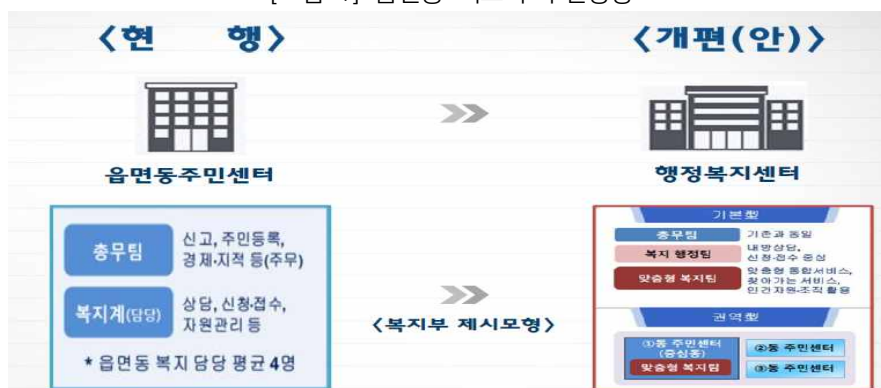 <현 행>
<개편(안)>
읍면동주민센터
행정복지센터
총무팀
신고, 주민등록,
경제·지적 등(주무)
복지계(담당)
상담, 신청·접수,
자원관리 등
* 읍면동 복지 담당 평균 4명
<복지부 제시모형>
기본型
총무팀
기존과 동일
복지 행정팀
내방상담,
신청·접수 중심
맞춤형 복지팀
맞춤형 통합서비스,
찾아가는 서비스,
민간자원·조직 활용
권역型
①동 주민센터
(중심동)
맞춤형 복지팀
②동 주민센터
③동 주민센터